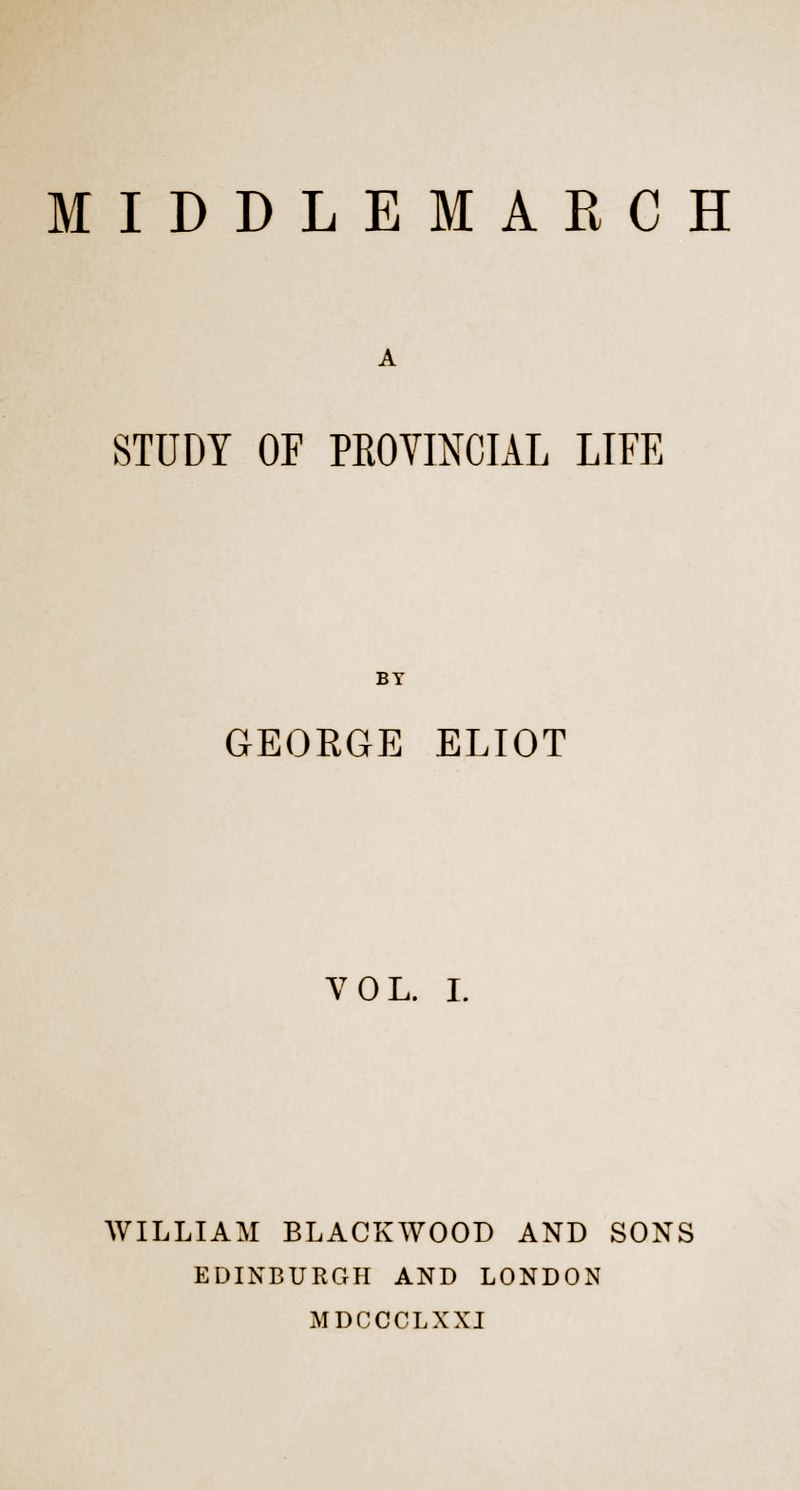 MIDDLEMARCH
A
STUDY OF PROVINCIAL LIFE
BY
GEORGE ELIOT
VOL. I.
WILLIAM BLACKWOOD AND SONS
EDINBURGH AND LONDON
MDCCCLXXI